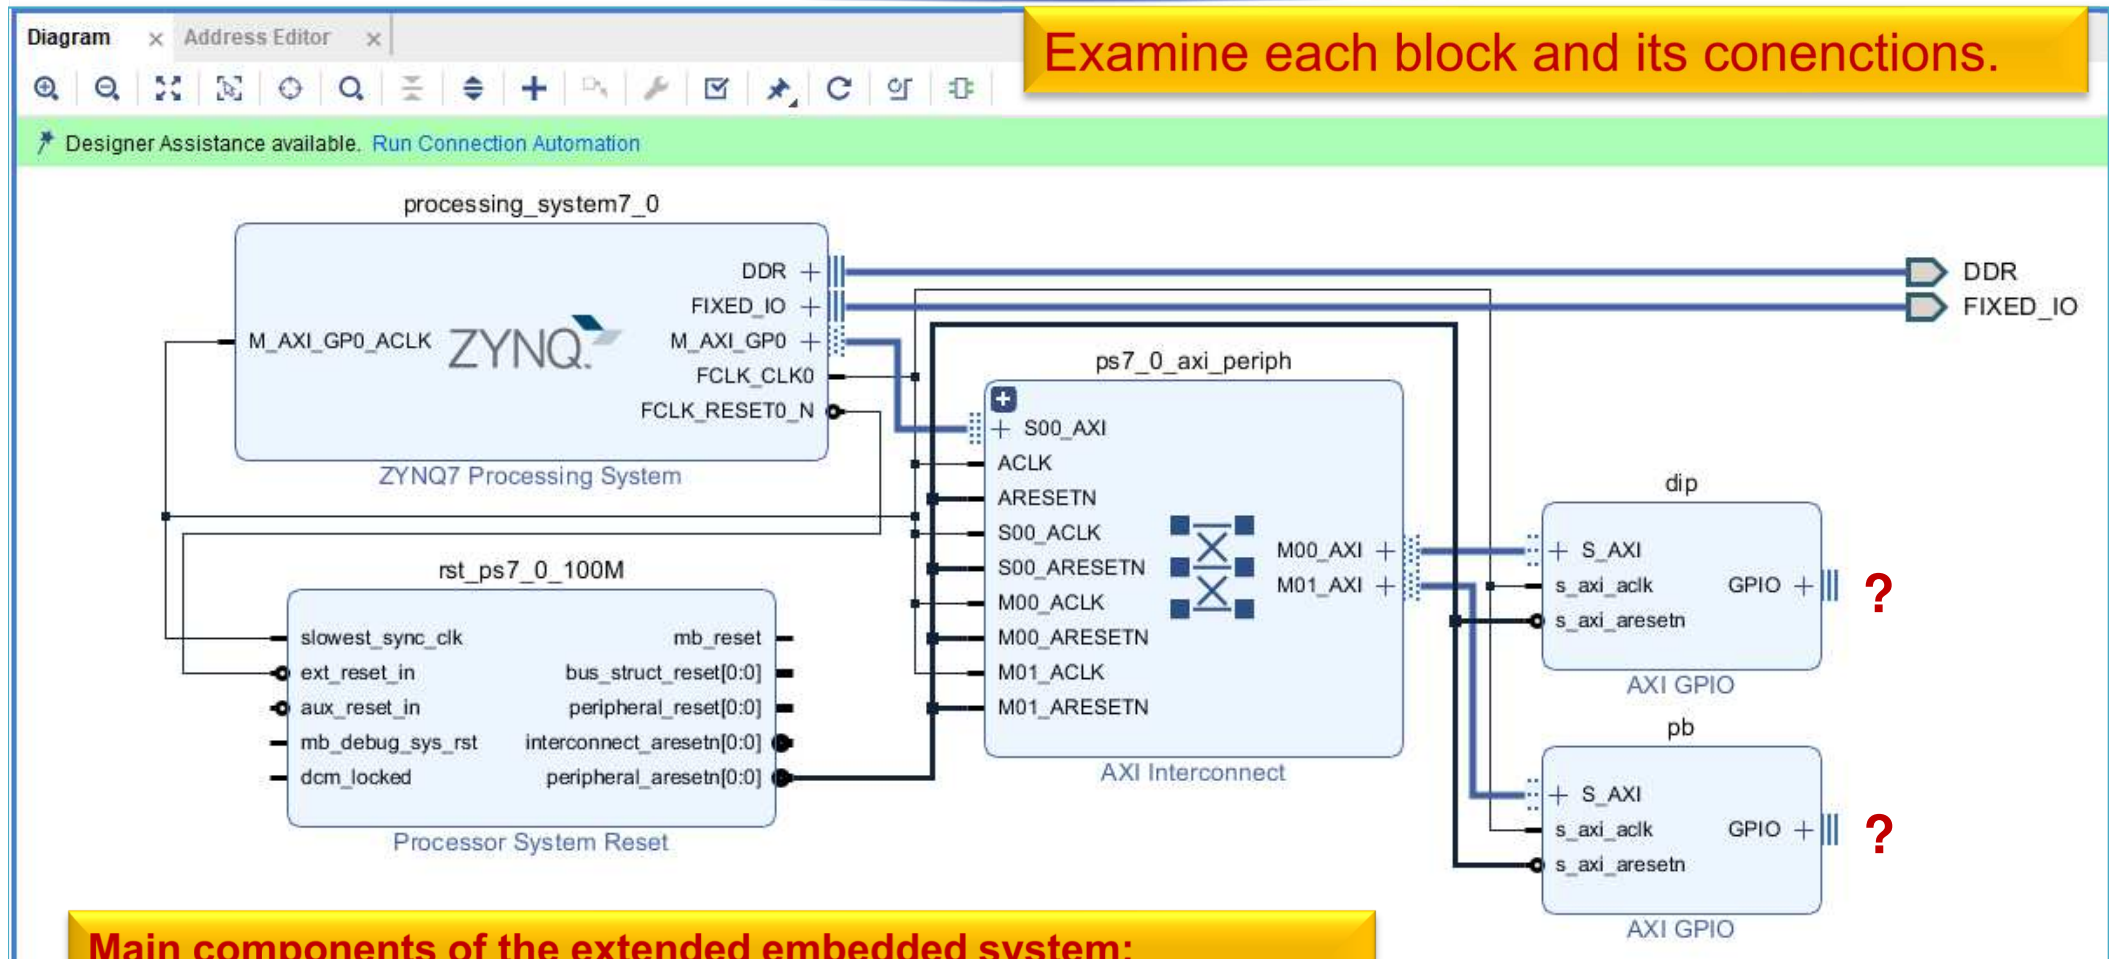 Diagram
Address Editor
Examine each block and its conenctions.
Designer Assistance available. Run Connection Automation
processing_system7_0
DDR
FIXED_IO
M_AXI_GP0_ACLK
ZYNQ
M_AXI_GP0
FCLK_CLK0
FCLK_RESET0_N
ZYNQ7 Processing System
DDR
FIXED_IO
ps7_0_axi_periph
S00_AXI
ACLK
ARESETN
S00_ACLK
S00_ARESETN
M00_ACLK
M00_ARESETN
M01_ACLK
M01_ARESETN
M00_AXI
M01_AXI
AXI Interconnect
rst_ps7_0_100M
slowest_sync_clk
ext_reset_in
aux_reset_in
mb_debug_sys_rst
dcm_locked
mb_reset
bus_struct_reset[0:0]
peripheral_reset[0:0]
interconnect_aresetn[0:0]
peripheral_aresetn[0:0]
Processor System Reset
dip
S_AXI
s_axi_aclk
s_axi_aresetn
GPIO
?
AXI GPIO
pb
S_AXI
s_axi_aclk
s_axi_aresetn
GPIO
?
AXI GPIO
Main components of the extended embedded system: